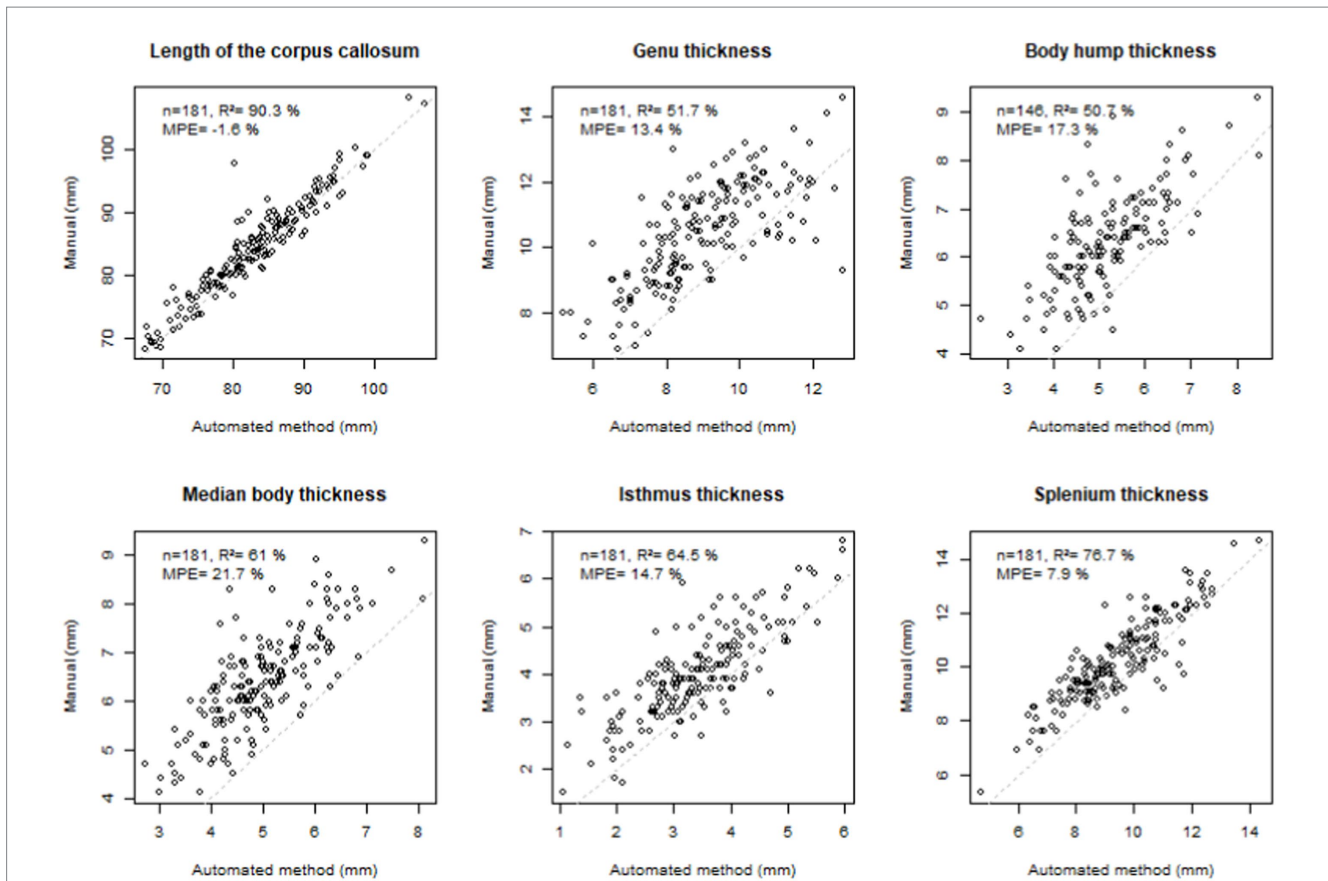 Length of the corpus callosum
n=181, R²= 90.3 %
MPE= -1.6 %
100
90
80
70
Manual (mm)
70 80 90 100
Automated method (mm)
Genu thickness
n=181, R²= 51.7 %
MPE= 13.4 %
14
12
10
8
Manual (mm)
6 8 10 12
Automated method (mm)
Body hump thickness
n=146, R²= 50.7 %
MPE= 17.3 %
9
8
7
6
5
4
Manual (mm)
3 4 5 6 7 8
Automated method (mm)
Median body thickness
n=181, R²= 61 %
MPE= 21.7 %
9
8
7
6
5
4
Manual (mm)
3 4 5 6 7 8
Automated method (mm)
Isthmus thickness
n=181, R²= 64.5 %
MPE= 14.7 %
7
6
5
4
3
2
Manual (mm)
1 2 3 4 5 6
Automated method (mm)
Splenium thickness
n=181, R²= 76.7 %
MPE= 7.9 %
14
12
10
8
6
Manual (mm)
6 8 10 12 14
Automated method (mm)